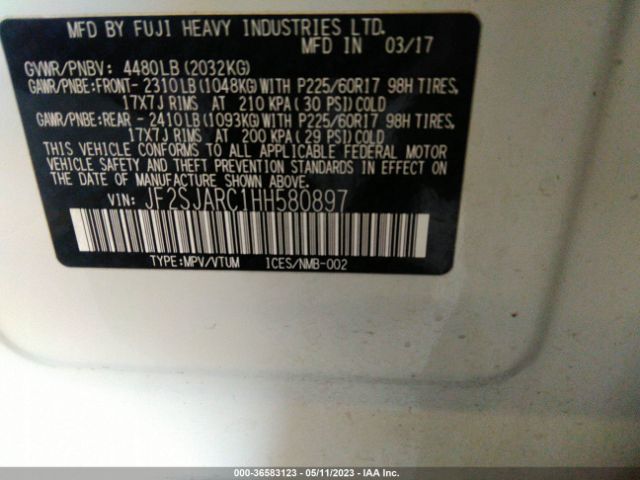 MFD BY FUJI HEAVY INDUSTRIES LTD.
MFD IN 03/17
GVWR/PNBV: 4480LB (2032KG)
GAWR/PNBE:FRONT- 2310LB (1048KG) WITH P225/60R17 98H TIRES,
17X7J RIMS AT 210 KPA (30 PSI) COLD
GAWR/PNBE:REAR - 2410LB (1093KG) WITH P225/60R17 98H TIRES,
17X7J RIMS AT 200 KPA (29 PSI) COLD
THIS VEHICLE CONFORMS TO ALL APPLICABLE FEDERAL MOTOR
VEHICLE SAFETY AND THEFT PREVENTION STANDARDS IN EFFECT
ON THE DATE OF MANUFACTURE SHOWN ABOVE.
VIN: JF2SJARC1HH580897
TYPE:MPV/VTUM 1CES/NMB-002
000-36583123 - 05/11/2023 - IAA Inc.